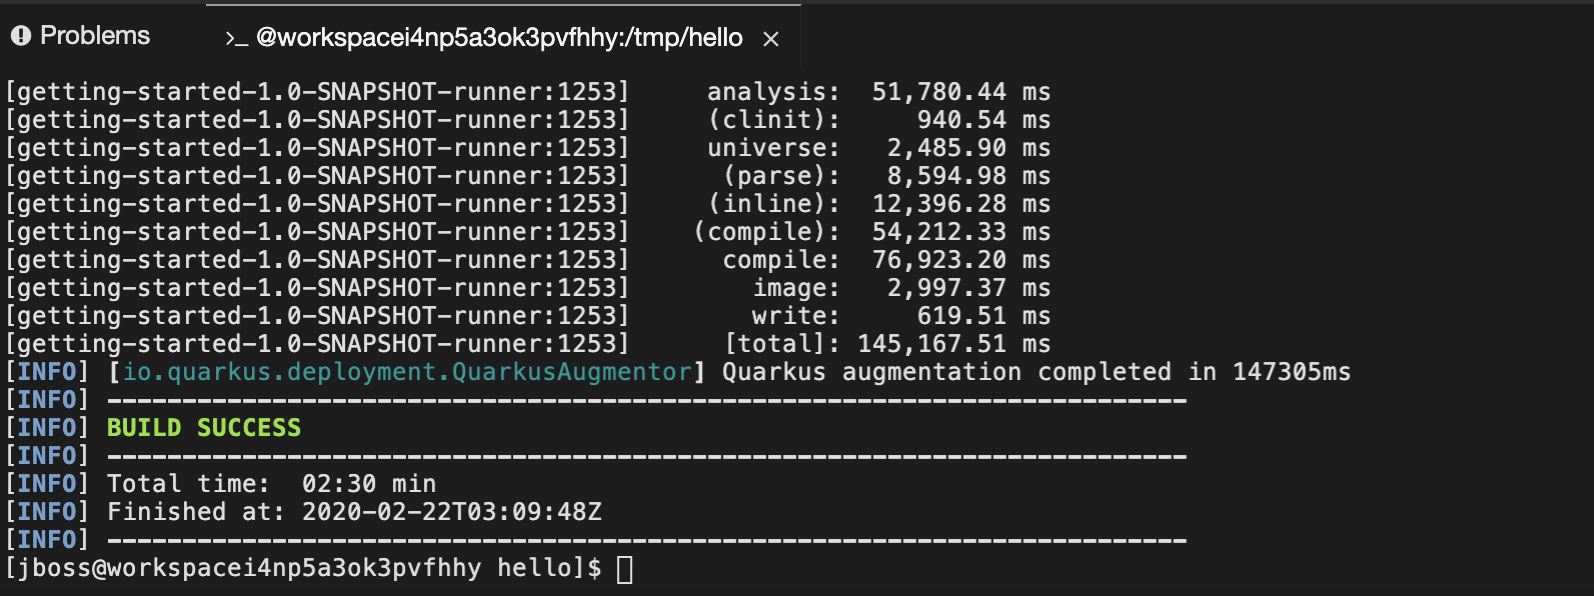 Problems
>_ @workspacei4np5a3ok3pvfhhy:/tmp/hello ×
[getting-started-1.0-SNAPSHOT-runner:1253]     analysis:  51,780.44 ms
[getting-started-1.0-SNAPSHOT-runner:1253]     (clinit):     940.54 ms
[getting-started-1.0-SNAPSHOT-runner:1253]     universe:   2,485.90 ms
[getting-started-1.0-SNAPSHOT-runner:1253]      (parse):   8,594.98 ms
[getting-started-1.0-SNAPSHOT-runner:1253]     (inline):  12,396.28 ms
[getting-started-1.0-SNAPSHOT-runner:1253]    (compile):  54,212.33 ms
[getting-started-1.0-SNAPSHOT-runner:1253]      compile:  76,923.20 ms
[getting-started-1.0-SNAPSHOT-runner:1253]        image:   2,997.37 ms
[getting-started-1.0-SNAPSHOT-runner:1253]        write:     619.51 ms
[getting-started-1.0-SNAPSHOT-runner:1253]      [total]: 145,167.51 ms
[INFO] [io.quarkus.deployment.QuarkusAugmentor] Quarkus augmentation completed in 147305ms
[INFO] ------------------------------------------------------------------------
[INFO] BUILD SUCCESS
[INFO] ------------------------------------------------------------------------
[INFO] Total time:  02:30 min
[INFO] Finished at: 2020-02-22T03:09:48Z
[INFO] ------------------------------------------------------------------------
[jboss@workspacei4np5a3ok3pvfhhy hello]$